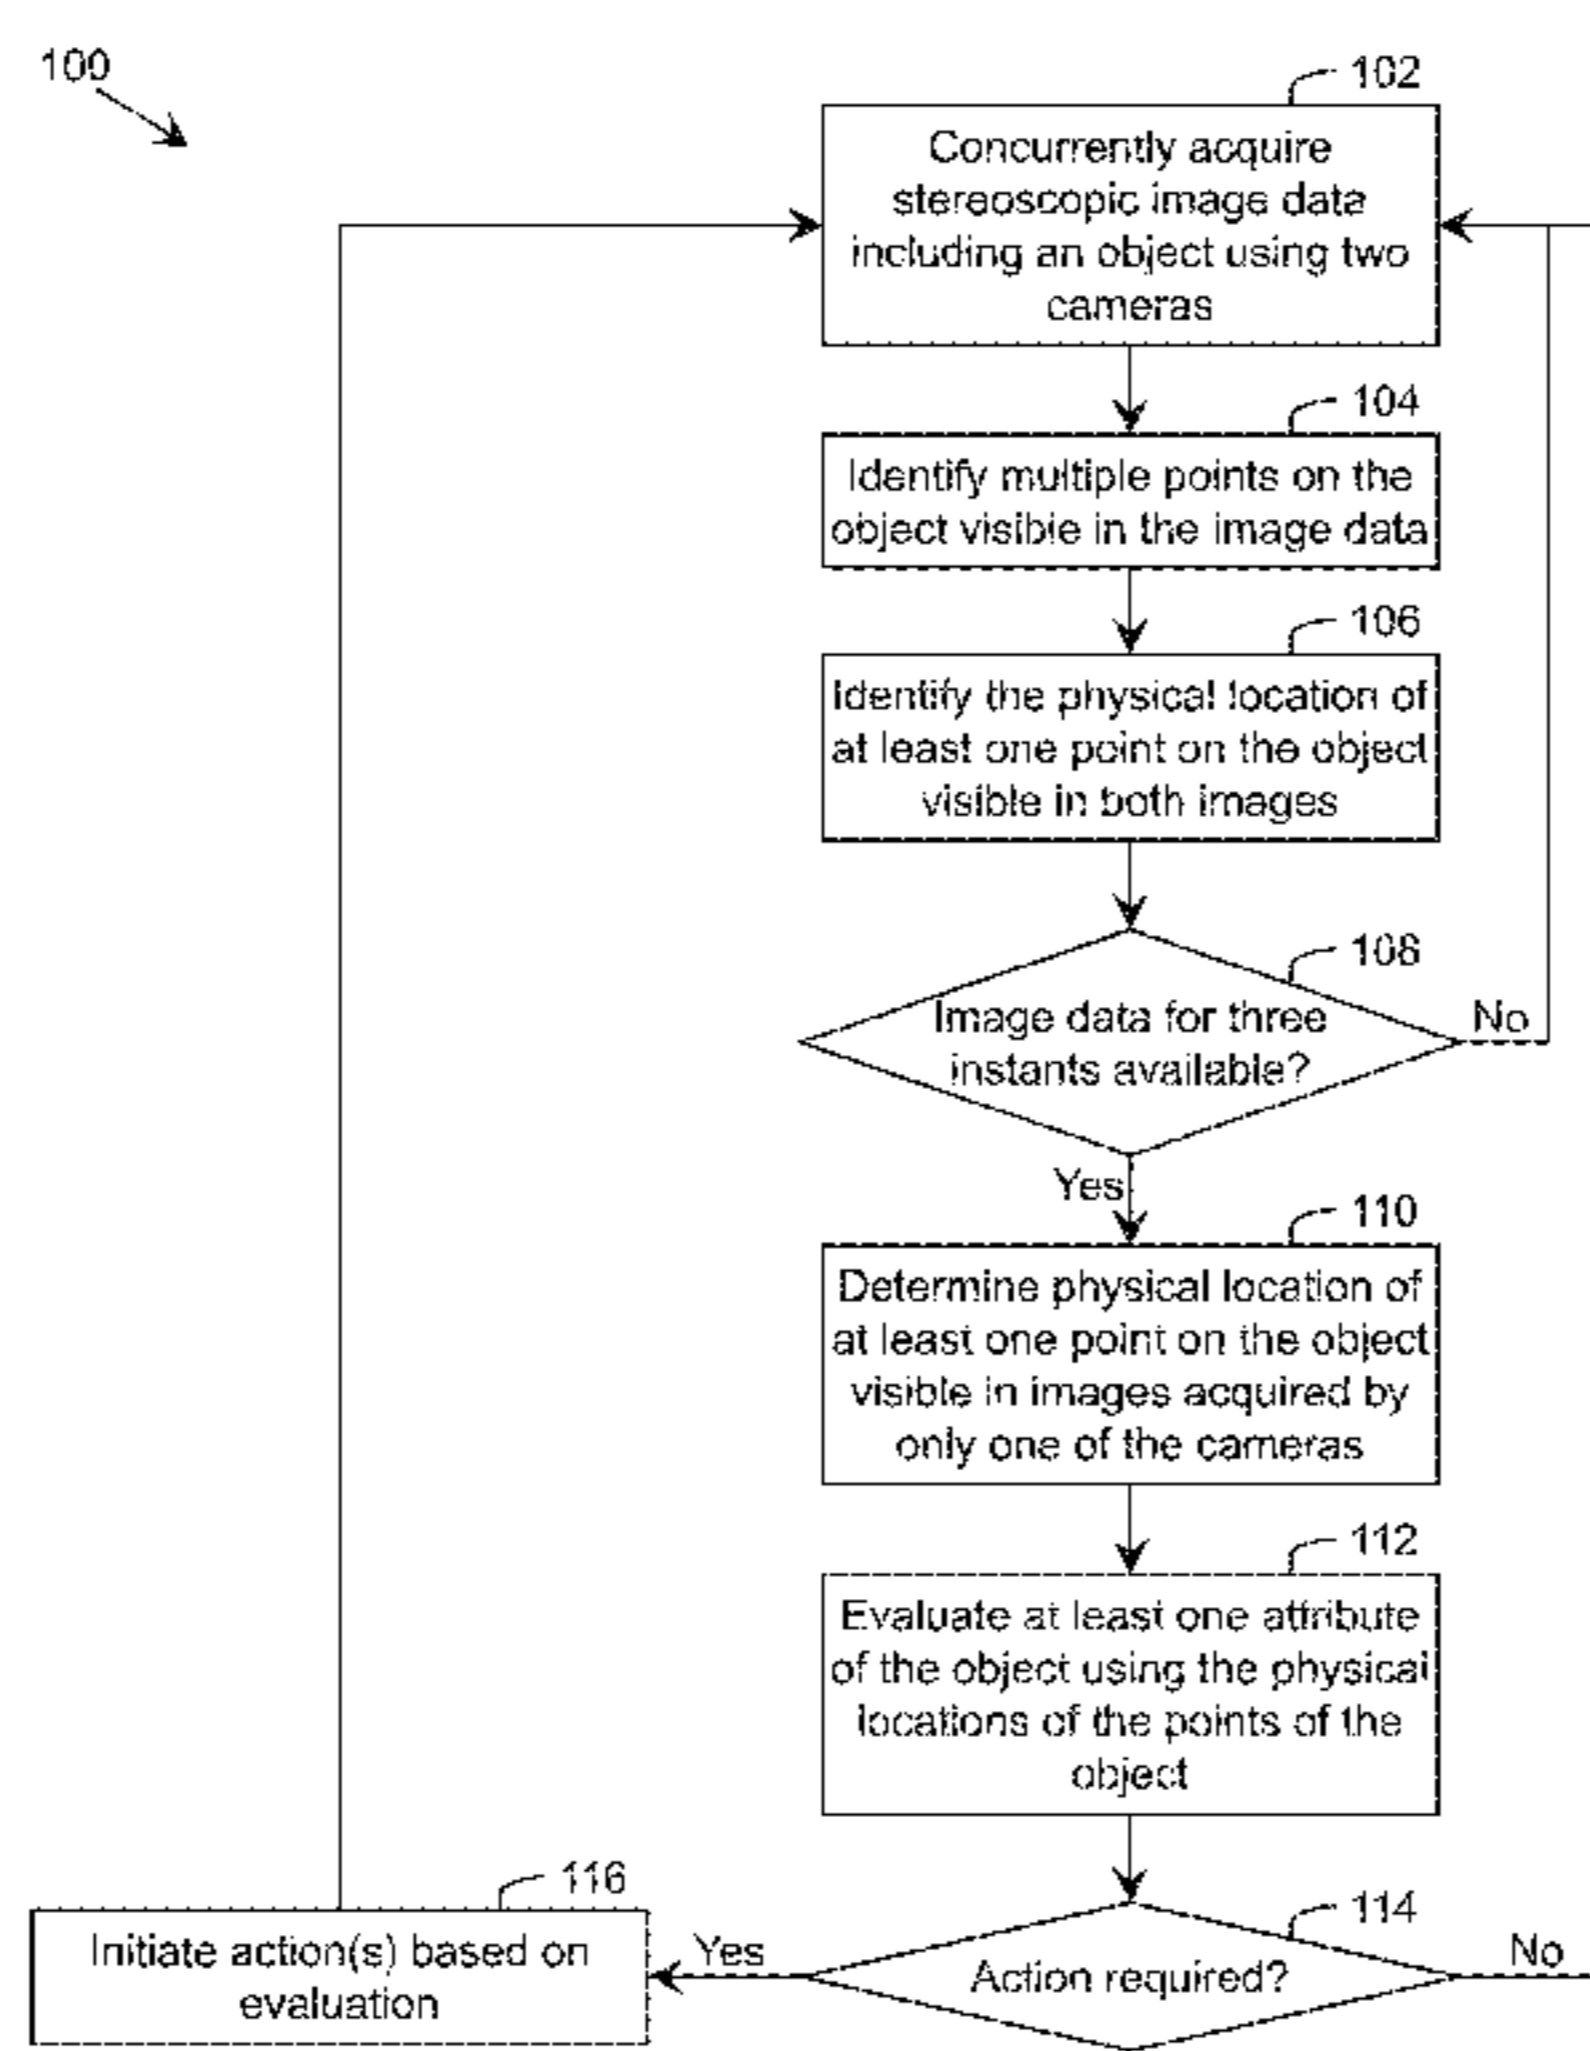 100
102
Concurrently acquire
stereoscopic image data
including an object using two
cameras
104
Identify multiple points on the
object visible in the image data
106
Identify the physical location of
at least one point on the object
visible in both images
108
Image data for three
instants available?
No
Yes
110
Determine physical location of
at least one point on the object
visible in images acquired by
only one of the cameras
112
Evaluate at least one attribute
of the object using the physical
locations of the points of the
object
114
Action required?
No
Yes
116
Initiate action(s) based on
evaluation